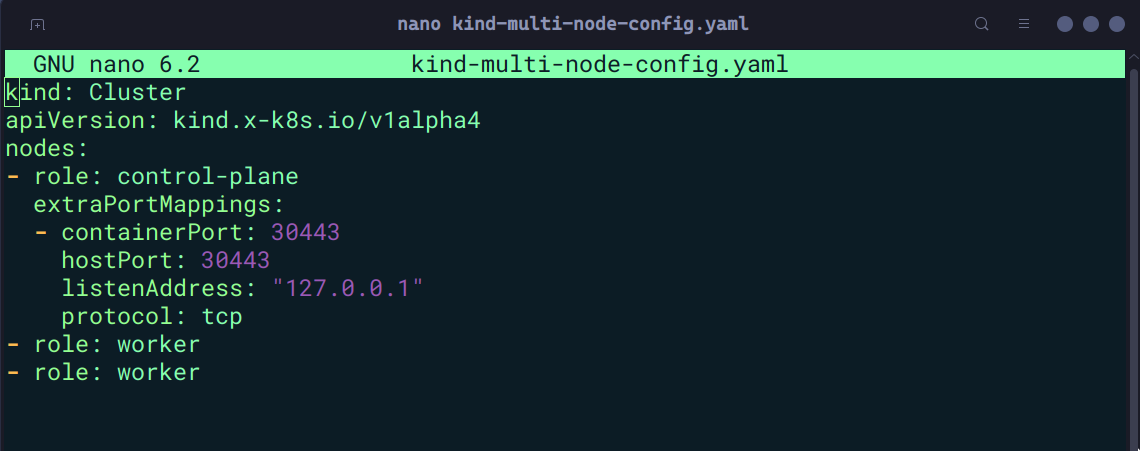 nano kind-multi-node-config.yaml
GNU nano 6.2 kind-multi-node-config.yaml
kind: Cluster
apiVersion: kind.x-k8s.io/v1alpha4
nodes:
- role: control-plane
  extraPortMappings:
  - containerPort: 30443
    hostPort: 30443
    listenAddress: "127.0.0.1"
    protocol: tcp
- role: worker
- role: worker